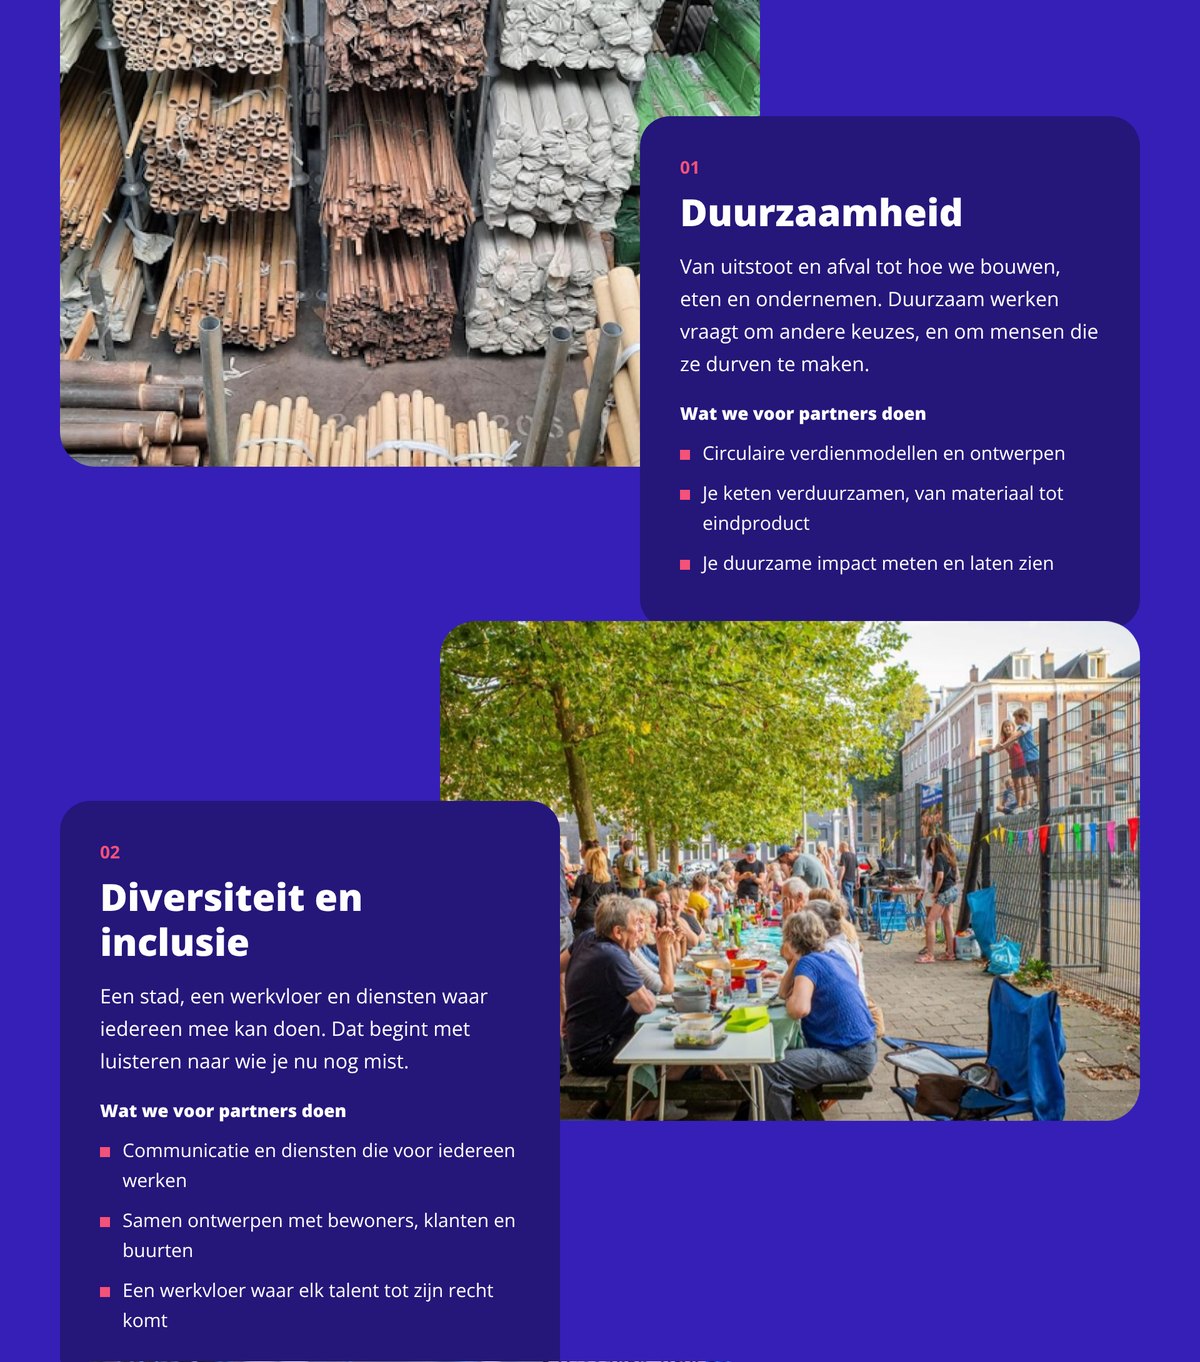 01
Duurzaamheid
Van uitstoot en afval tot hoe we bouwen,
eten en ondernemen. Duurzaam werken
vraagt om andere keuzes, en om mensen die
ze durven te maken.
Wat we voor partners doen
Circulaire verdienmodellen en ontwerpen
Je keten verduurzamen, van materiaal tot
eindproduct
Je duurzame impact meten en laten zien
02
Diversiteit en
inclusie
Een stad, een werkvloer en diensten waar
iedereen mee kan doen. Dat begint met
luisteren naar wie je nu nog mist.
Wat we voor partners doen
Communicatie en diensten die voor iedereen
werken
Samen ontwerpen met bewoners, klanten en
buurten
Een werkvloer waar elk talent tot zijn recht
komt